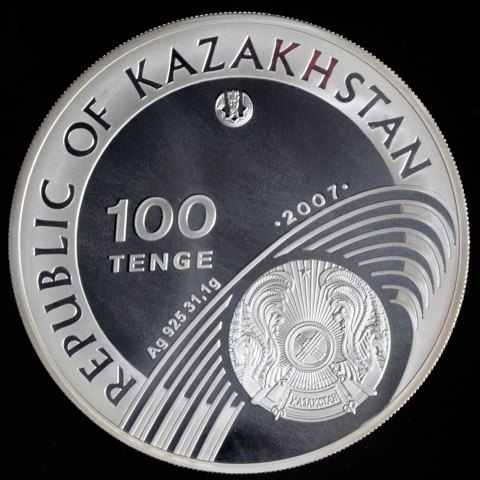 REPUBLIC OF KAZAKHSTAN
100
TENGE
·2007·
Ag 925 31,1g
ҚАЗАҚСТАН